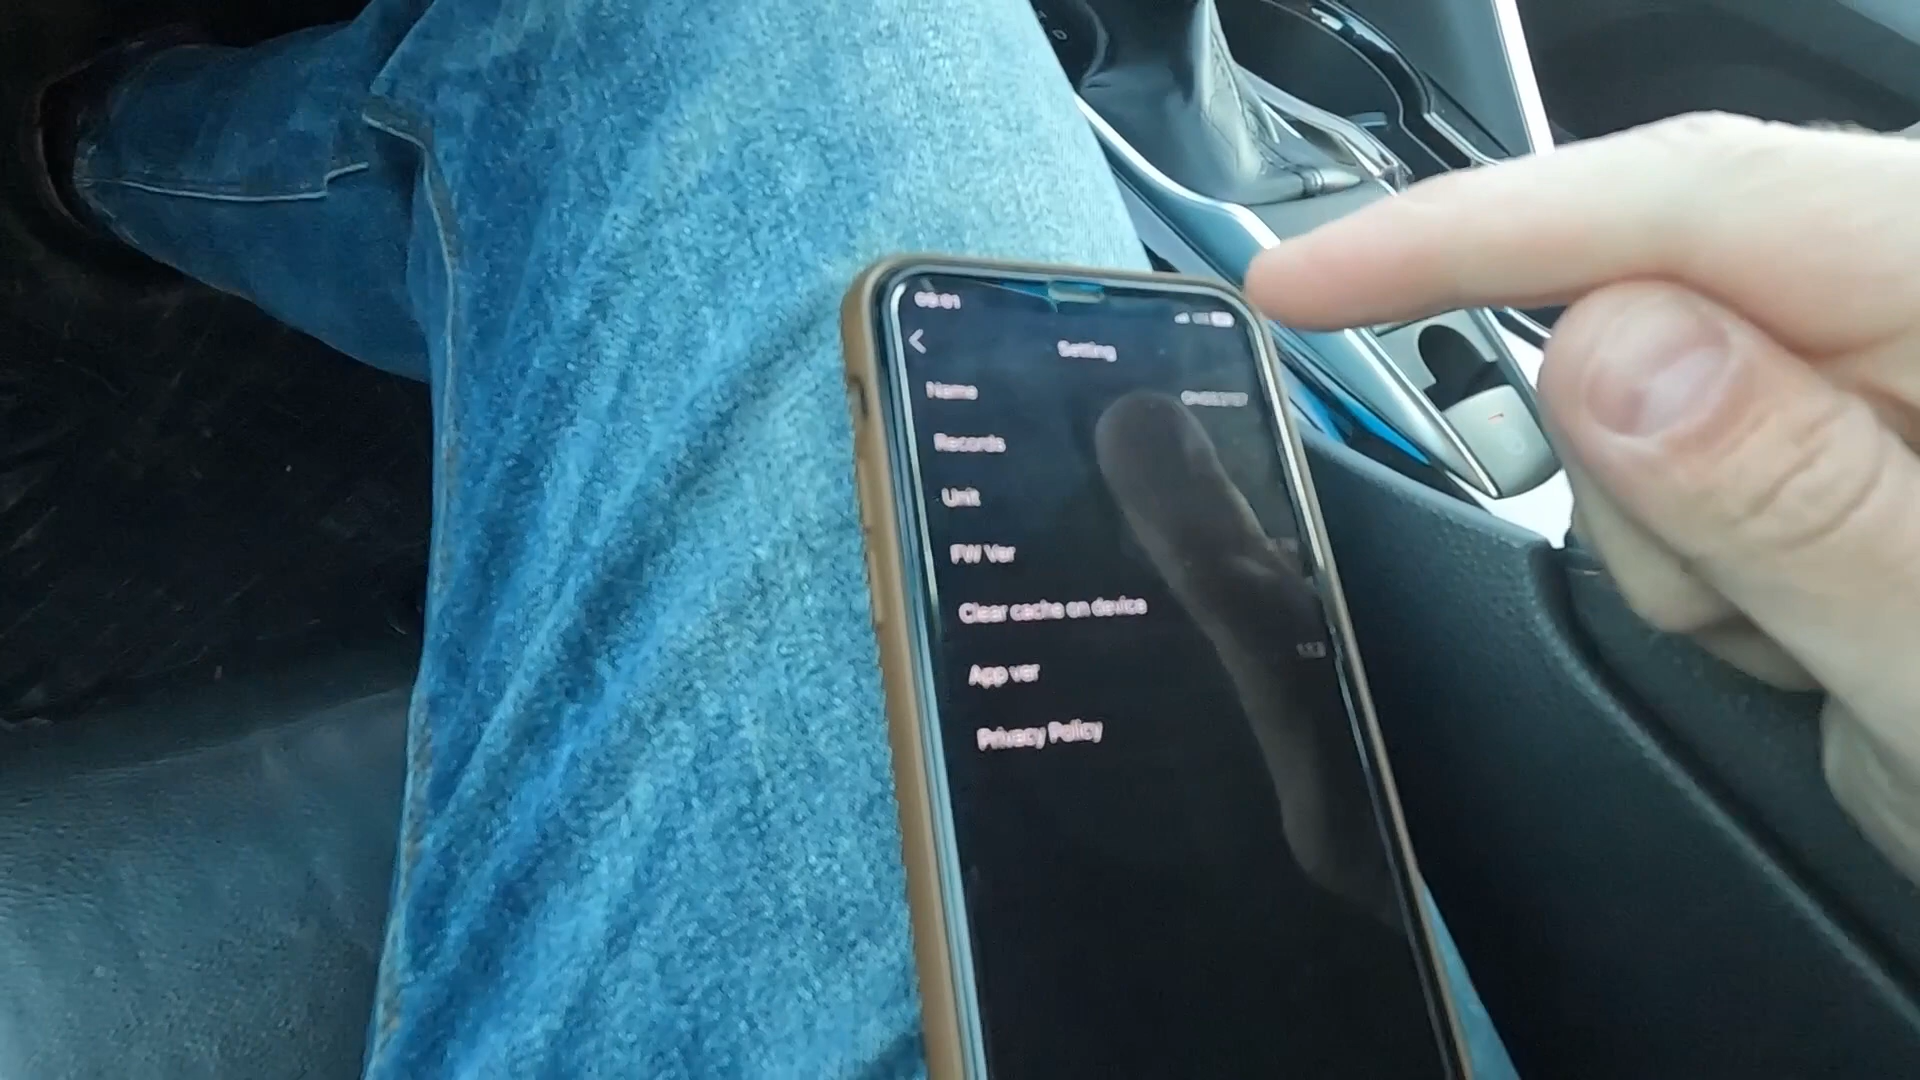 Setting
Name
Records
Unit
FW Ver
Clear cache on device
App ver
Privacy Policy